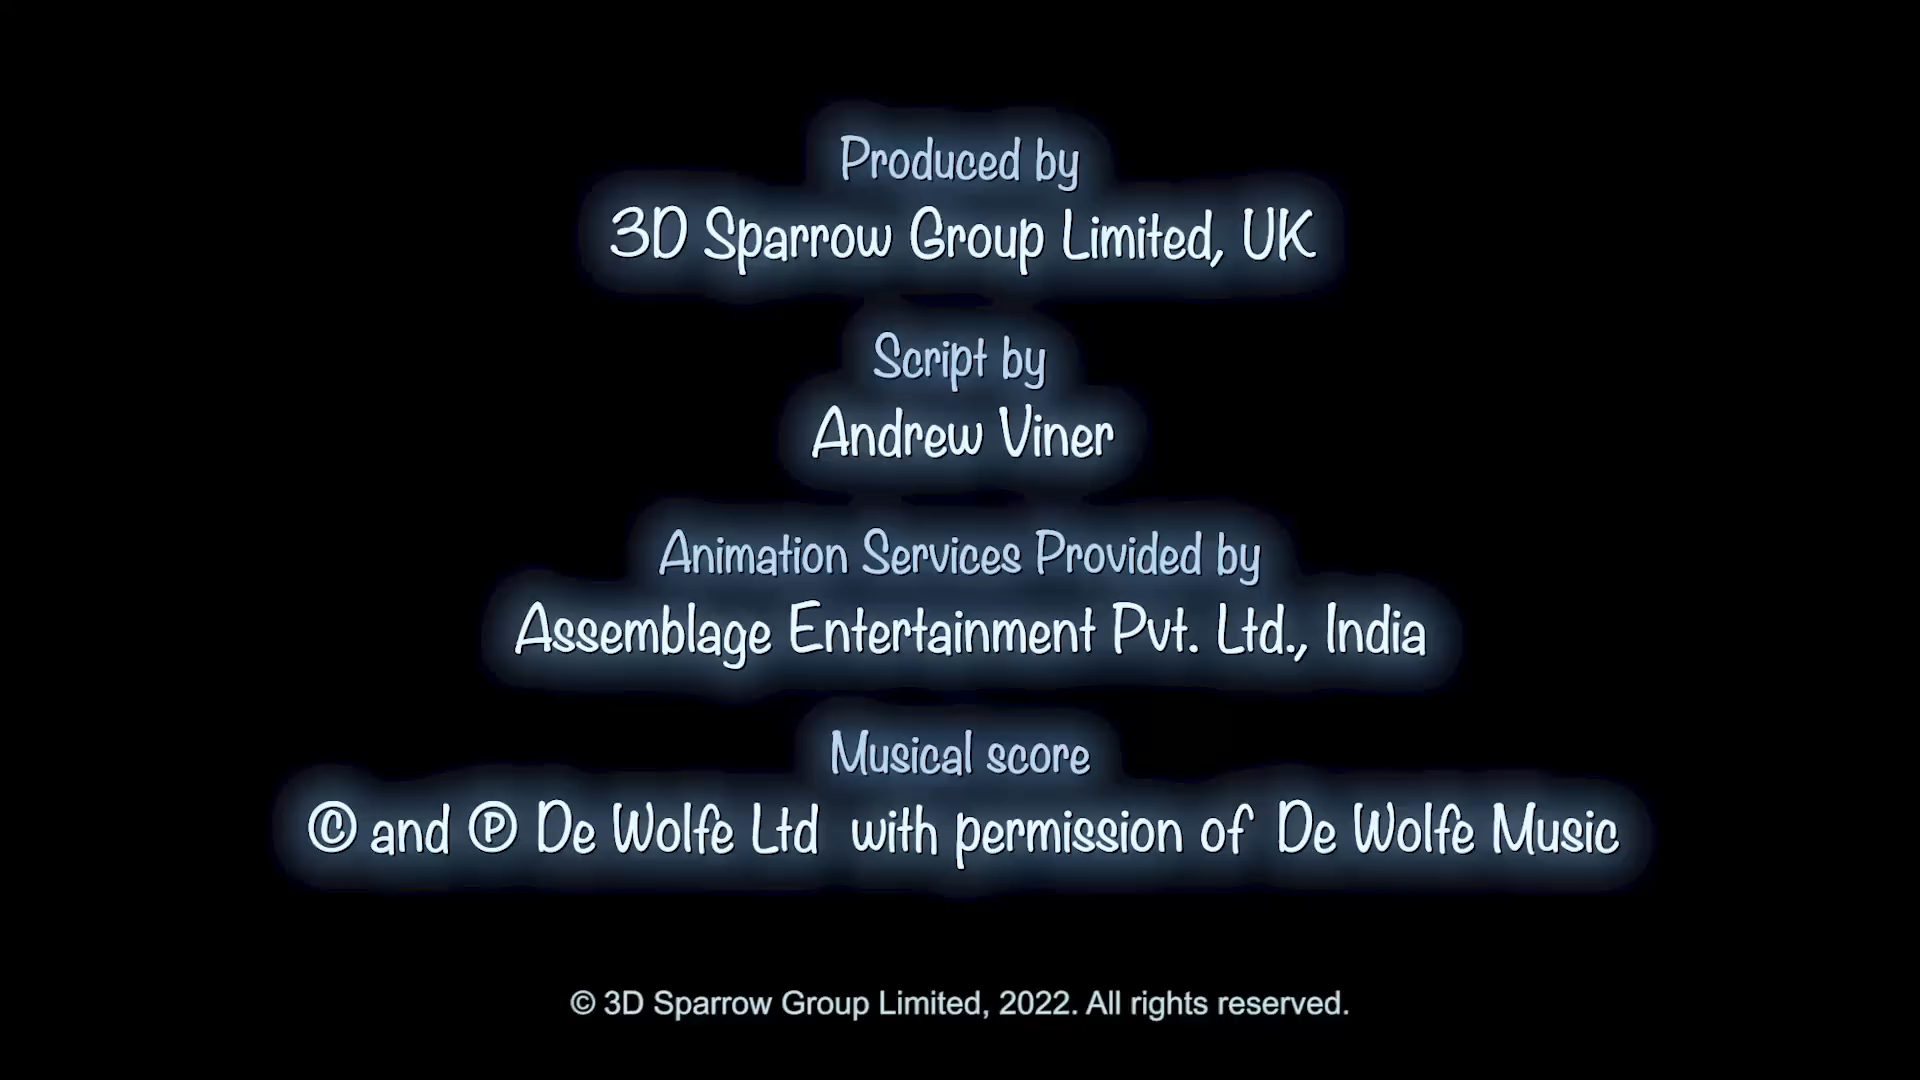 Produced by
3D Sparrow Group Limited, UK
Script by
Andrew Viner
Animation Services Provided by
Assemblage Entertainment Pvt. Ltd., India
Musical score
© and ℗ De Wolfe Ltd  with permission of  De Wolfe Music
© 3D Sparrow Group Limited, 2022. All rights reserved.